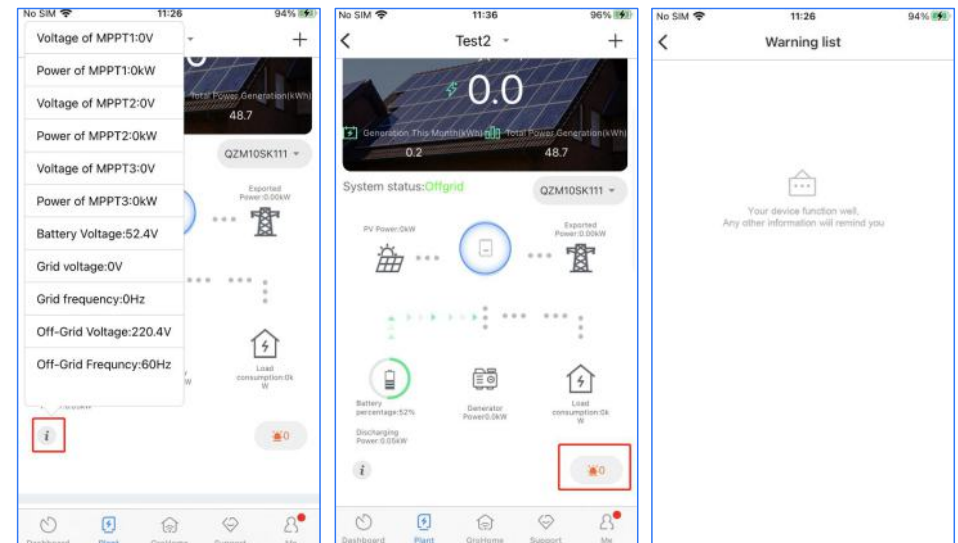 No SIM 11:26 94%
Voltage of MPPT1:0V
Power of MPPT1:0kW
Voltage of MPPT2:0V
Power of MPPT2:0kW
Voltage of MPPT3:0V
Power of MPPT3:0kW
Battery Voltage:52.4V
Grid voltage:0V
Grid frequency:0Hz
Off-Grid Voltage:220.4V
Off-Grid Frequncy:60Hz
+
0
Total Power Generation(kWh)
48.7
QZM10SK111
Exported
Power:0.00kW
Load
consumption:0k
W
W
i
0
Dashboard Plant GroHome Support Me
No SIM 11:36 96%
Test2 +
0.0
Generation This Month(kWh) Total Power Generation(kWh)
0.2 48.7
System status:Offgrid QZM10SK111
PV Power:0kW
Exported
Power:0.00kW
Battery
percentage:52%
Generator
Power:0.0kW
Load
consumption:0k
W
Discharging
Power:0.05kW
i
0
Dashboard Plant GroHome Support Me
No SIM 11:26 94%
Warning list
Your device function well,
Any other information will remind you